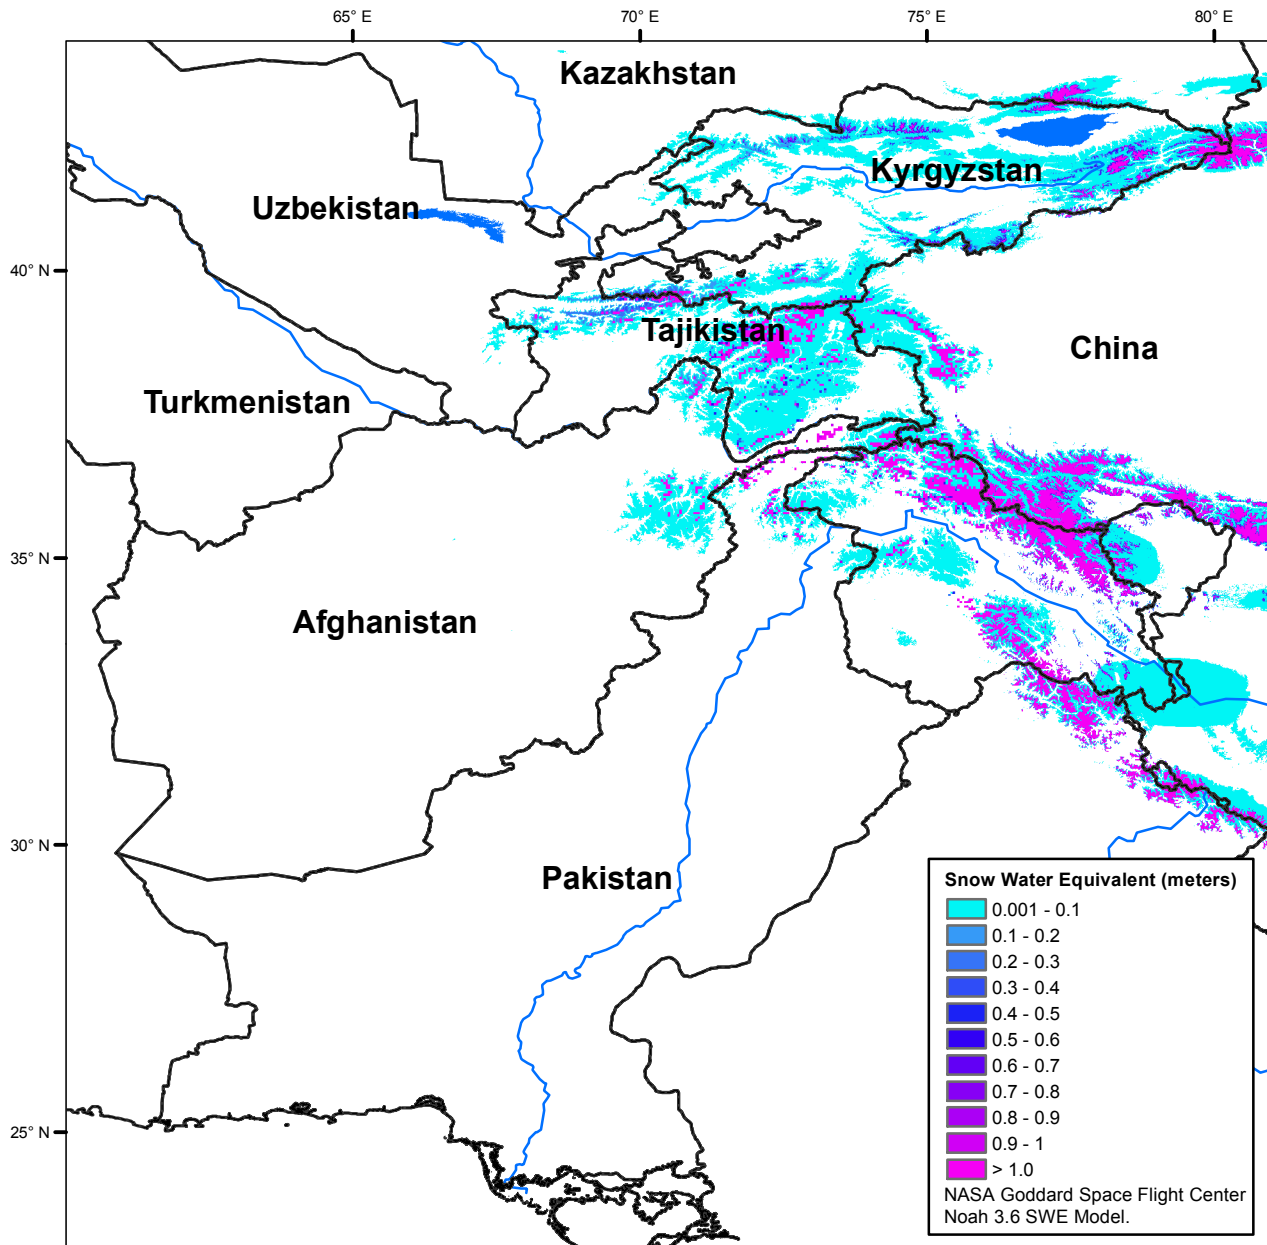 65° E
70° E
75° E
80° E
Kazakhstan
Kyrgyzstan
Uzbekistan
40° N
Tajikistan
China
Turkmenistan
35° N
Afghanistan
30° N
Pakistan
25° N
Snow Water Equivalent (meters)
0.001 - 0.1
0.1 - 0.2
0.2 - 0.3
0.3 - 0.4
0.4 - 0.5
0.5 - 0.6
0.6 - 0.7
0.7 - 0.8
0.8 - 0.9
0.9 - 1
> 1.0
NASA Goddard Space Flight Center
Noah 3.6 SWE Model.